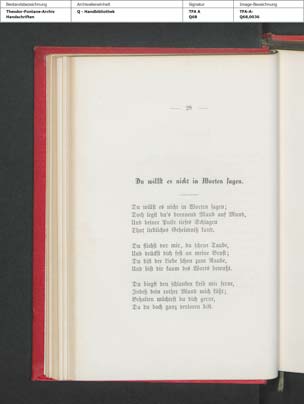 Bestandsbezeichnung
Theodor-Fontane-Archiv
Handschriften
Archivalieneinheit
Q - Handbibliothek
Signatur
TFA A
Q68
Image-Bezeichnung
TFA-A-
Q68,0036
— 28 —
Du willst es nicht in Worten sagen.
Du willst es nicht in Worten sagen;
Doch legst du's brennend Mund auf Mund,
Und deiner Pulse tiefes Schlagen
Thut liebliches Geheimniß kund.
Du fliehst vor mir, du scheue Taube,
Und drückst dich fest an meine Brust;
Du bist der Liebe schon zum Raube,
Und bist dir kaum des Worts bewußt.
Du biegst den schlanken Leib mir ferne,
Indeß dein rother Mund mich küßt;
Behalten möchtest du dich gerne,
Da du doch ganz verloren bist.